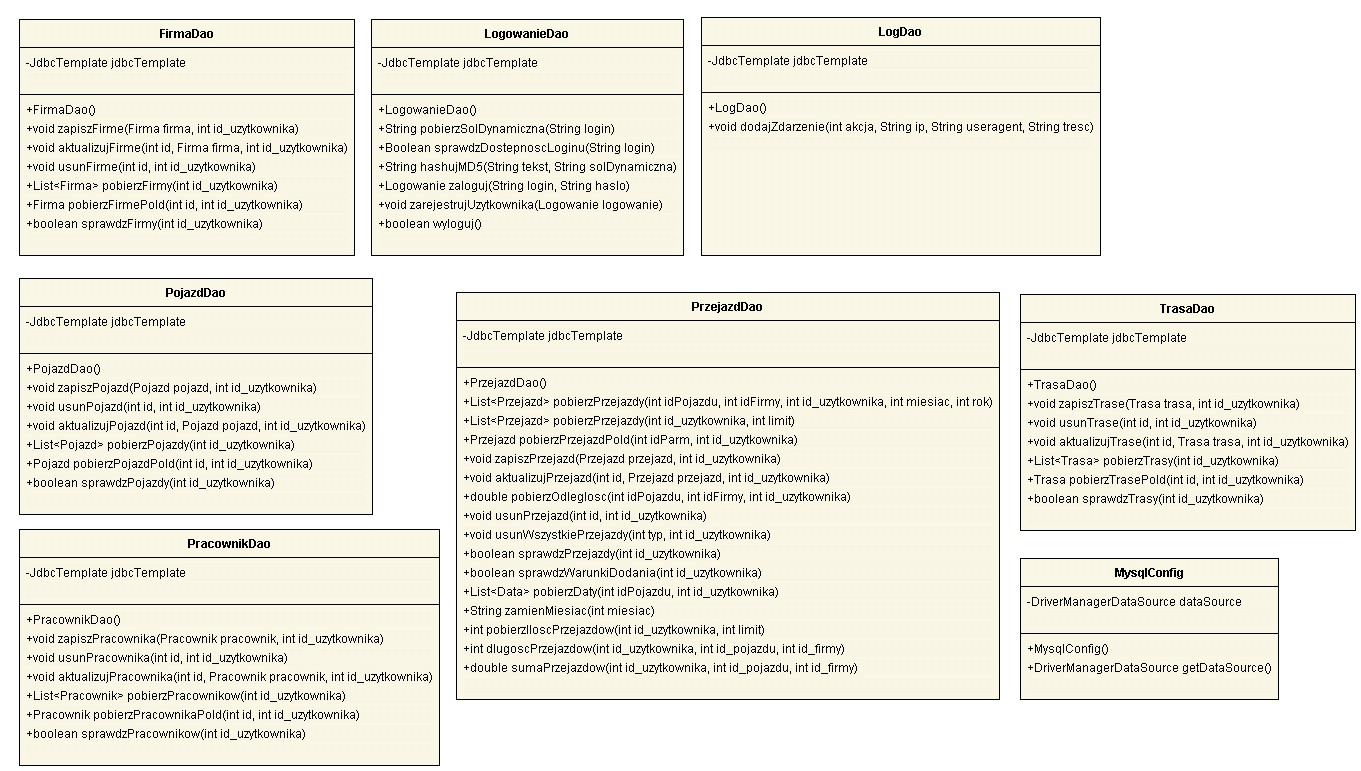 FirmaDao
-JdbcTemplate jdbcTemplate
+FirmaDao()
+void zapiszFirme(Firma firma, int id_uzytkownika)
+void aktualizujFirme(int id, Firma firma, int id_uzytkownika)
+void usunFirme(int id, int id_uzytkownika)
+List<Firma> pobierzFirmy(int id_uzytkownika)
+Firma pobierzFirmePoId(int id, int id_uzytkownika)
+boolean sprawdzFirmy(int id_uzytkownika)
LogowanieDao
-JdbcTemplate jdbcTemplate
+LogowanieDao()
+String pobierzSolDynamiczna(String login)
+Boolean sprawdzDostepnoscLoginu(String login)
+String hashujMD5(String tekst, String solDynamiczna)
+Logowanie zaloguj(String login, String haslo)
+void zarejestrujUzytkownika(Logowanie logowanie)
+boolean wyloguj()
LogDao
-JdbcTemplate jdbcTemplate
+LogDao()
+void dodajZdarzenie(int akcja, String ip, String useragent, String tresc)
PojazdDao
-JdbcTemplate jdbcTemplate
+PojazdDao()
+void zapiszPojazd(Pojazd pojazd, int id_uzytkownika)
+void usunPojazd(int id, int id_uzytkownika)
+void aktualizujPojazd(int id, Pojazd pojazd, int id_uzytkownika)
+List<Pojazd> pobierzPojazdy(int id_uzytkownika)
+Pojazd pobierzPojazdPoId(int id, int id_uzytkownika)
+boolean sprawdzPojazdy(int id_uzytkownika)
PrzejazdDao
-JdbcTemplate jdbcTemplate
+PrzejazdDao()
+List<Przejazd> pobierzPrzejazdy(int idPojazdu, int idFirmy, int id_uzytkownika, int miesiac, int rok)
+List<Przejazd> pobierzPrzejazdy(int id_uzytkownika, int limit)
+Przejazd pobierzPrzejazdPoId(int idParm, int id_uzytkownika)
+void zapiszPrzejazd(Przejazd przejazd, int id_uzytkownika)
+void aktualizujPrzejazd(int id, Przejazd przejazd, int id_uzytkownika)
+double pobierzOdleglosc(int idPojazdu, int idFirmy, int id_uzytkownika)
+void usunPrzejazd(int id, int id_uzytkownika)
+void usunWszystkiePrzejazdy(int typ, int id_uzytkownika)
+boolean sprawdzPrzejazdy(int id_uzytkownika)
+boolean sprawdzWarunkiDodania(int id_uzytkownika)
+List<Data> pobierzDaty(int idPojazdu, int id_uzytkownika)
+String zamienMiesiac(int miesiac)
+int pobierzIloscPrzejazdow(int id_uzytkownika, int limit)
+int dlugoscPrzejazdow(int id_uzytkownika, int id_pojazdu, int id_firmy)
+double sumaPrzejazdow(int id_uzytkownika, int id_pojazdu, int id_firmy)
TrasaDao
-JdbcTemplate jdbcTemplate
+TrasaDao()
+void zapiszTrase(Trasa trasa, int id_uzytkownika)
+void usunTrase(int id, int id_uzytkownika)
+void aktualizujTrase(int id, Trasa trasa, int id_uzytkownika)
+List<Trasa> pobierzTrasy(int id_uzytkownika)
+Trasa pobierzTrasePoId(int id, int id_uzytkownika)
+boolean sprawdzTrasy(int id_uzytkownika)
PracownikDao
-JdbcTemplate jdbcTemplate
+PracownikDao()
+void zapiszPracownika(Pracownik pracownik, int id_uzytkownika)
+void usunPracownika(int id, int id_uzytkownika)
+void aktualizujPracownika(int id, Pracownik pracownik, int id_uzytkownika)
+List<Pracownik> pobierzPracownikow(int id_uzytkownika)
+Pracownik pobierzPracownikaPoId(int id, int id_uzytkownika)
+boolean sprawdzPracownikow(int id_uzytkownika)
MysqlConfig
-DriverManagerDataSource dataSource
+MysqlConfig()
+DriverManagerDataSource getDataSource()